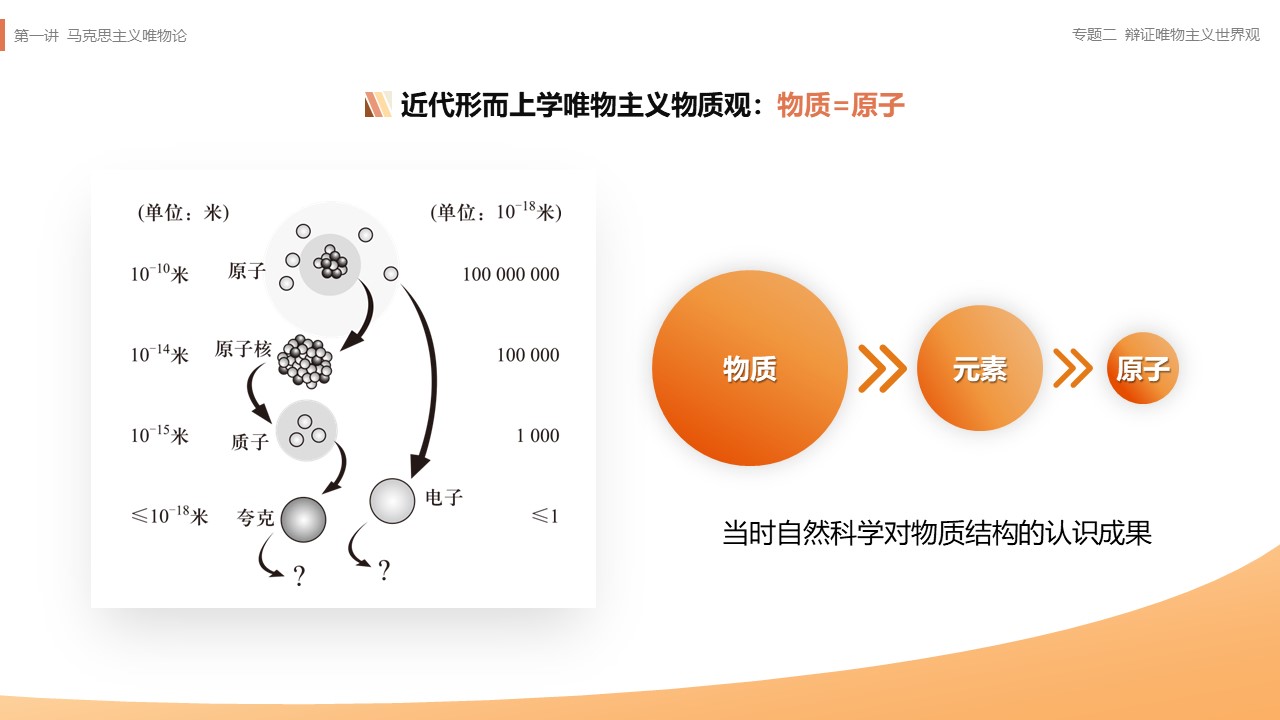 第一讲 马克思主义唯物论
专题二 辩证唯物主义世界观
近代形而上学唯物主义物质观：物质=原子
(单位：米)
(单位：10⁻¹⁸米)
10⁻¹⁰米 原子 100 000 000
10⁻¹⁴米 原子核 100 000
10⁻¹⁵米 质子 1 000
≤10⁻¹⁸米 夸克 电子 ≤1
? ?
物质 元素 原子
当时自然科学对物质结构的认识成果